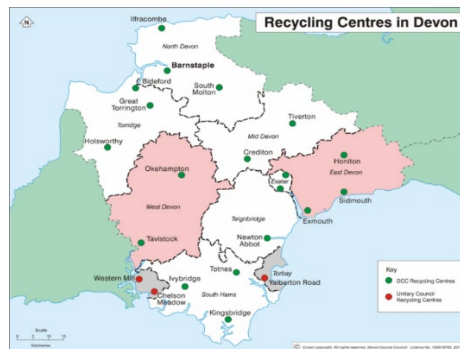 Recycling Centres in Devon
N
Ilfracombe
North Devon
Barnstaple
Bideford
South
Molton
Great
Torrington
Torridge
Tiverton
Mid Devon
Holsworthy
Crediton
Honiton
East Devon
Okehampton
Exeter
West Devon
Sidmouth
Teignbridge
Exmouth
Tavistock
Newton
Abbot
Western Mill
Totnes
Torbay
Yalberton Road
Ivybridge
Chelson
Meadow
South Hams
Kingsbridge
Key
DCC Recycling Centres
Unitary Council
Recycling Centres
Scale
Kilometres